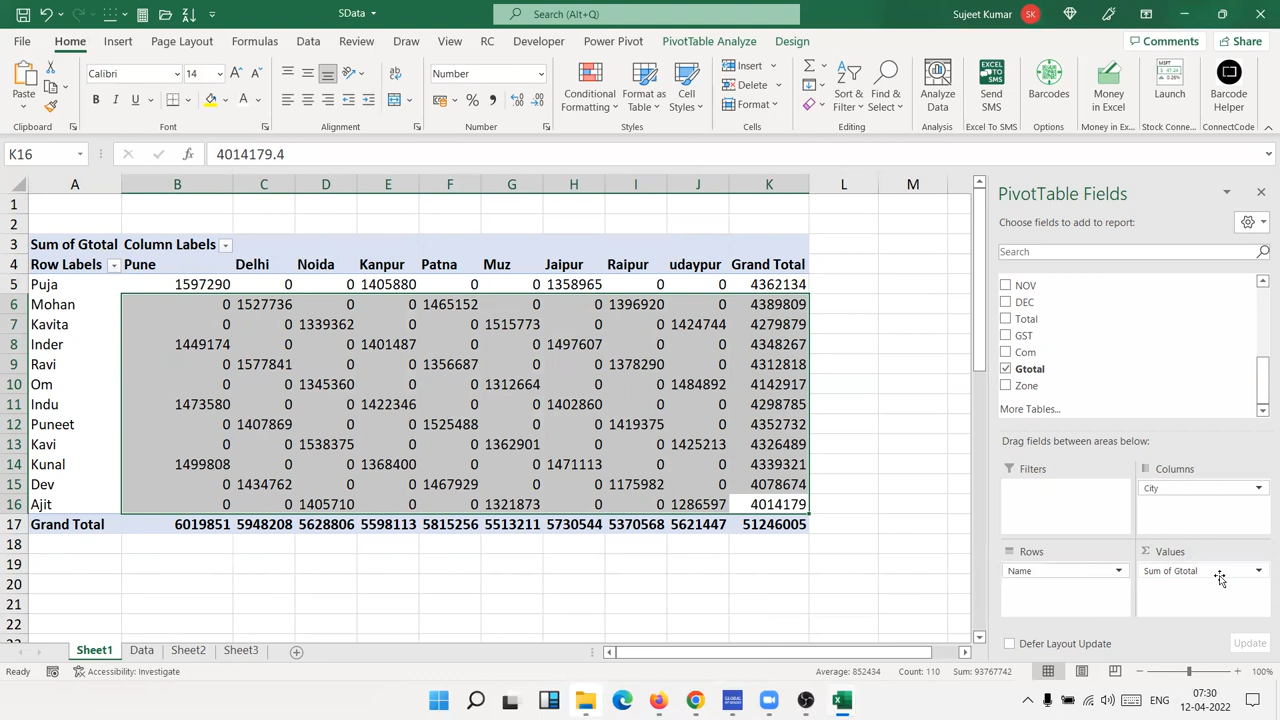 SData
Search (Alt+Q)
Sujeet Kumar SK
File Home Insert Page Layout Formulas Data Review Draw View RC Developer Power Pivot PivotTable Analyze Design Comments Share
Paste
Calibri 14
B I U
Number
Conditional Formatting
Format as Table
Cell Styles
Insert
Delete
Format
Sort & Filter
Find & Select
Analyze Data
Excel To SMS Send SMS
Barcodes
Money in Excel
Launch
Barcode Helper
Clipboard Font Alignment Number Styles Cells Editing Analysis Excel To SMS Options Money in Ex... Stock Conne... ConnectCode
K16 fx 4014179.4
A B C D E F G H I J K L M
1
2
3 Sum of Gtotal Column Labels
4 Row Labels Pune Delhi Noida Kanpur Patna Muz Jaipur Raipur udaypur Grand Total
5 Puja 1597290 0 0 1405880 0 0 1358965 0 0 4362134
6 Mohan 0 1527736 0 0 1465152 0 0 1396920 0 4389809
7 Kavita 0 0 1339362 0 0 1515773 0 0 1424744 4279879
8 Inder 1449174 0 0 1401487 0 0 1497607 0 0 4348267
9 Ravi 0 1577841 0 0 1356687 0 0 1378290 0 4312818
10 Om 0 0 1345360 0 0 1312664 0 0 1484892 4142917
11 Indu 1473580 0 0 1422346 0 0 1402860 0 0 4298785
12 Puneet 0 1407869 0 0 1525488 0 0 1419375 0 4352732
13 Kavi 0 0 1538375 0 0 1362901 0 0 1425213 4326489
14 Kunal 1499808 0 0 1368400 0 0 1471113 0 0 4339321
15 Dev 0 1434762 0 0 1467929 0 0 1175982 0 4078674
16 Ajit 0 0 1405710 0 0 1321873 0 0 1286597 4014179
17 Grand Total 6019851 5948208 5628806 5598113 5815256 5513211 5730544 5370568 5621447 51246005
18
19
20
21
22
PivotTable Fields
Choose fields to add to report:
Search
NOV
DEC
Total
GST
Com
Gtotal
Zone
More Tables...
Drag fields between areas below:
Filters
Columns
City
Rows
Name
Values
Sum of Gtotal
Defer Layout Update Update
Sheet1 Data Sheet2 Sheet3
Ready Accessibility: Investigate Average: 852434 Count: 110 Sum: 93767742 100%
ENG 07:30
12-04-2022